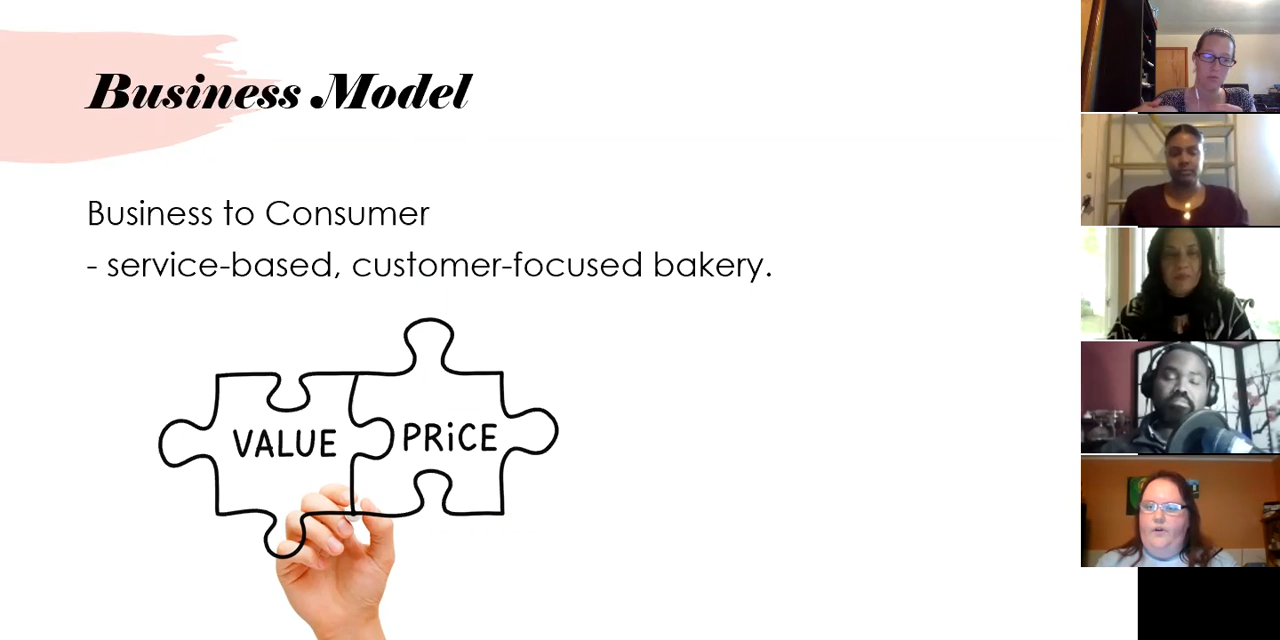 Business Model
Business to Consumer
- service-based, customer-focused bakery.
VALUE
PRiCE